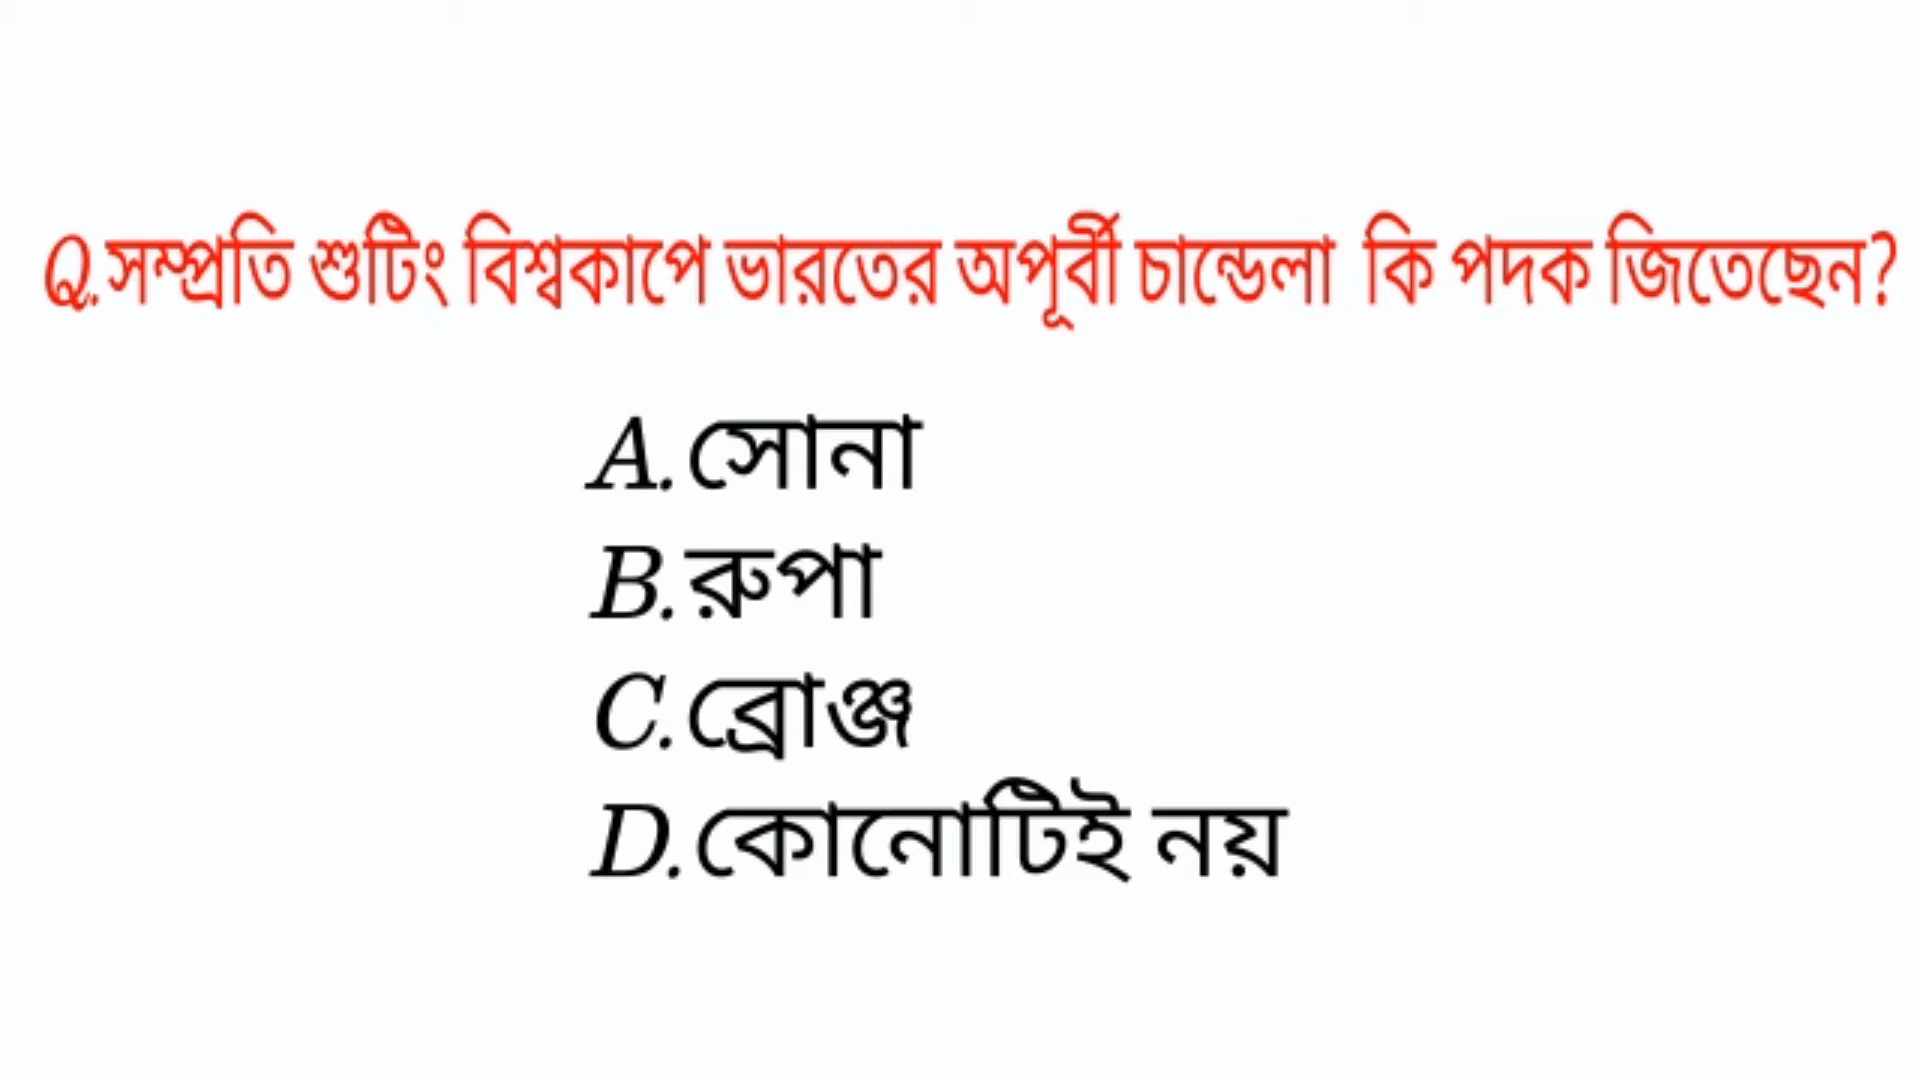 Q.সম্প্রতি শুটিং বিশ্বকাপে ভারতের অপূর্বী চান্ডেলা কি পদক জিতেছেন?
A.সোনা
B.রুপা
C.ব্রোঞ্জ
D.কোনোটিই নয়